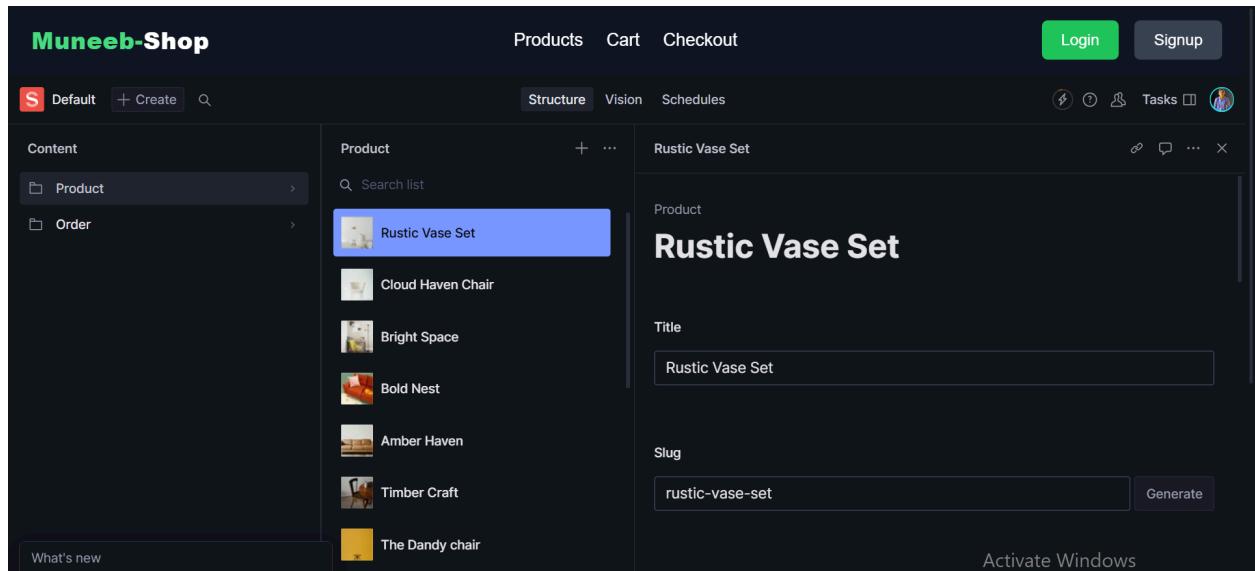 Muneeb-Shop Products Cart Checkout Login Signup
S Default + Create Structure Vision Schedules Tasks
Content
Product
Order
What's new
Product
Search list
Rustic Vase Set
Cloud Haven Chair
Bright Space
Bold Nest
Amber Haven
Timber Craft
The Dandy chair
Rustic Vase Set
Product
Rustic Vase Set
Title
Rustic Vase Set
Slug
rustic-vase-set Generate
Activate Windows